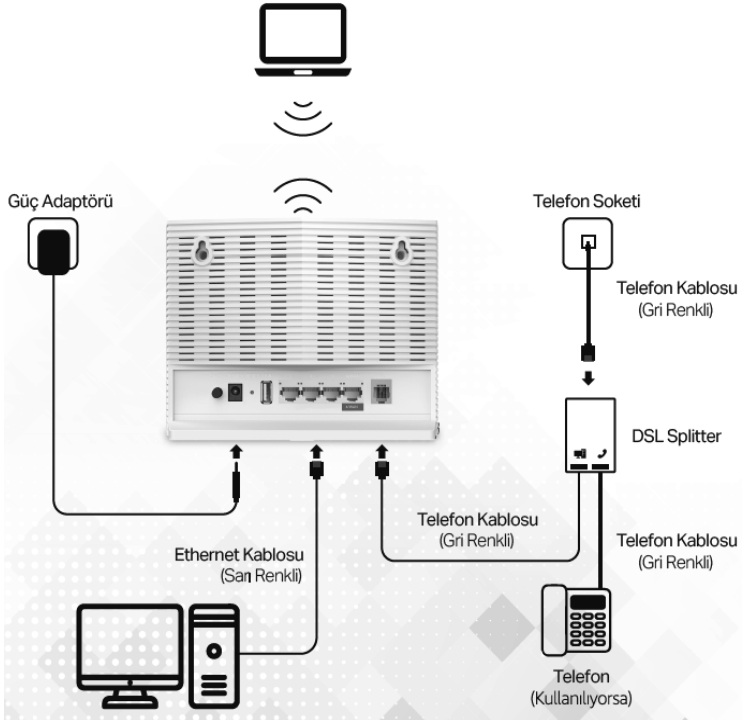 Güç Adaptörü
Telefon Soketi
Telefon Kablosu
(Gri Renkli)
DSL Splitter
Telefon Kablosu
(Gri Renkli)
Ethernet Kablosu
(Sarı Renkli)
Telefon Kablosu
(Gri Renkli)
Telefon
(Kullanılıyorsa)